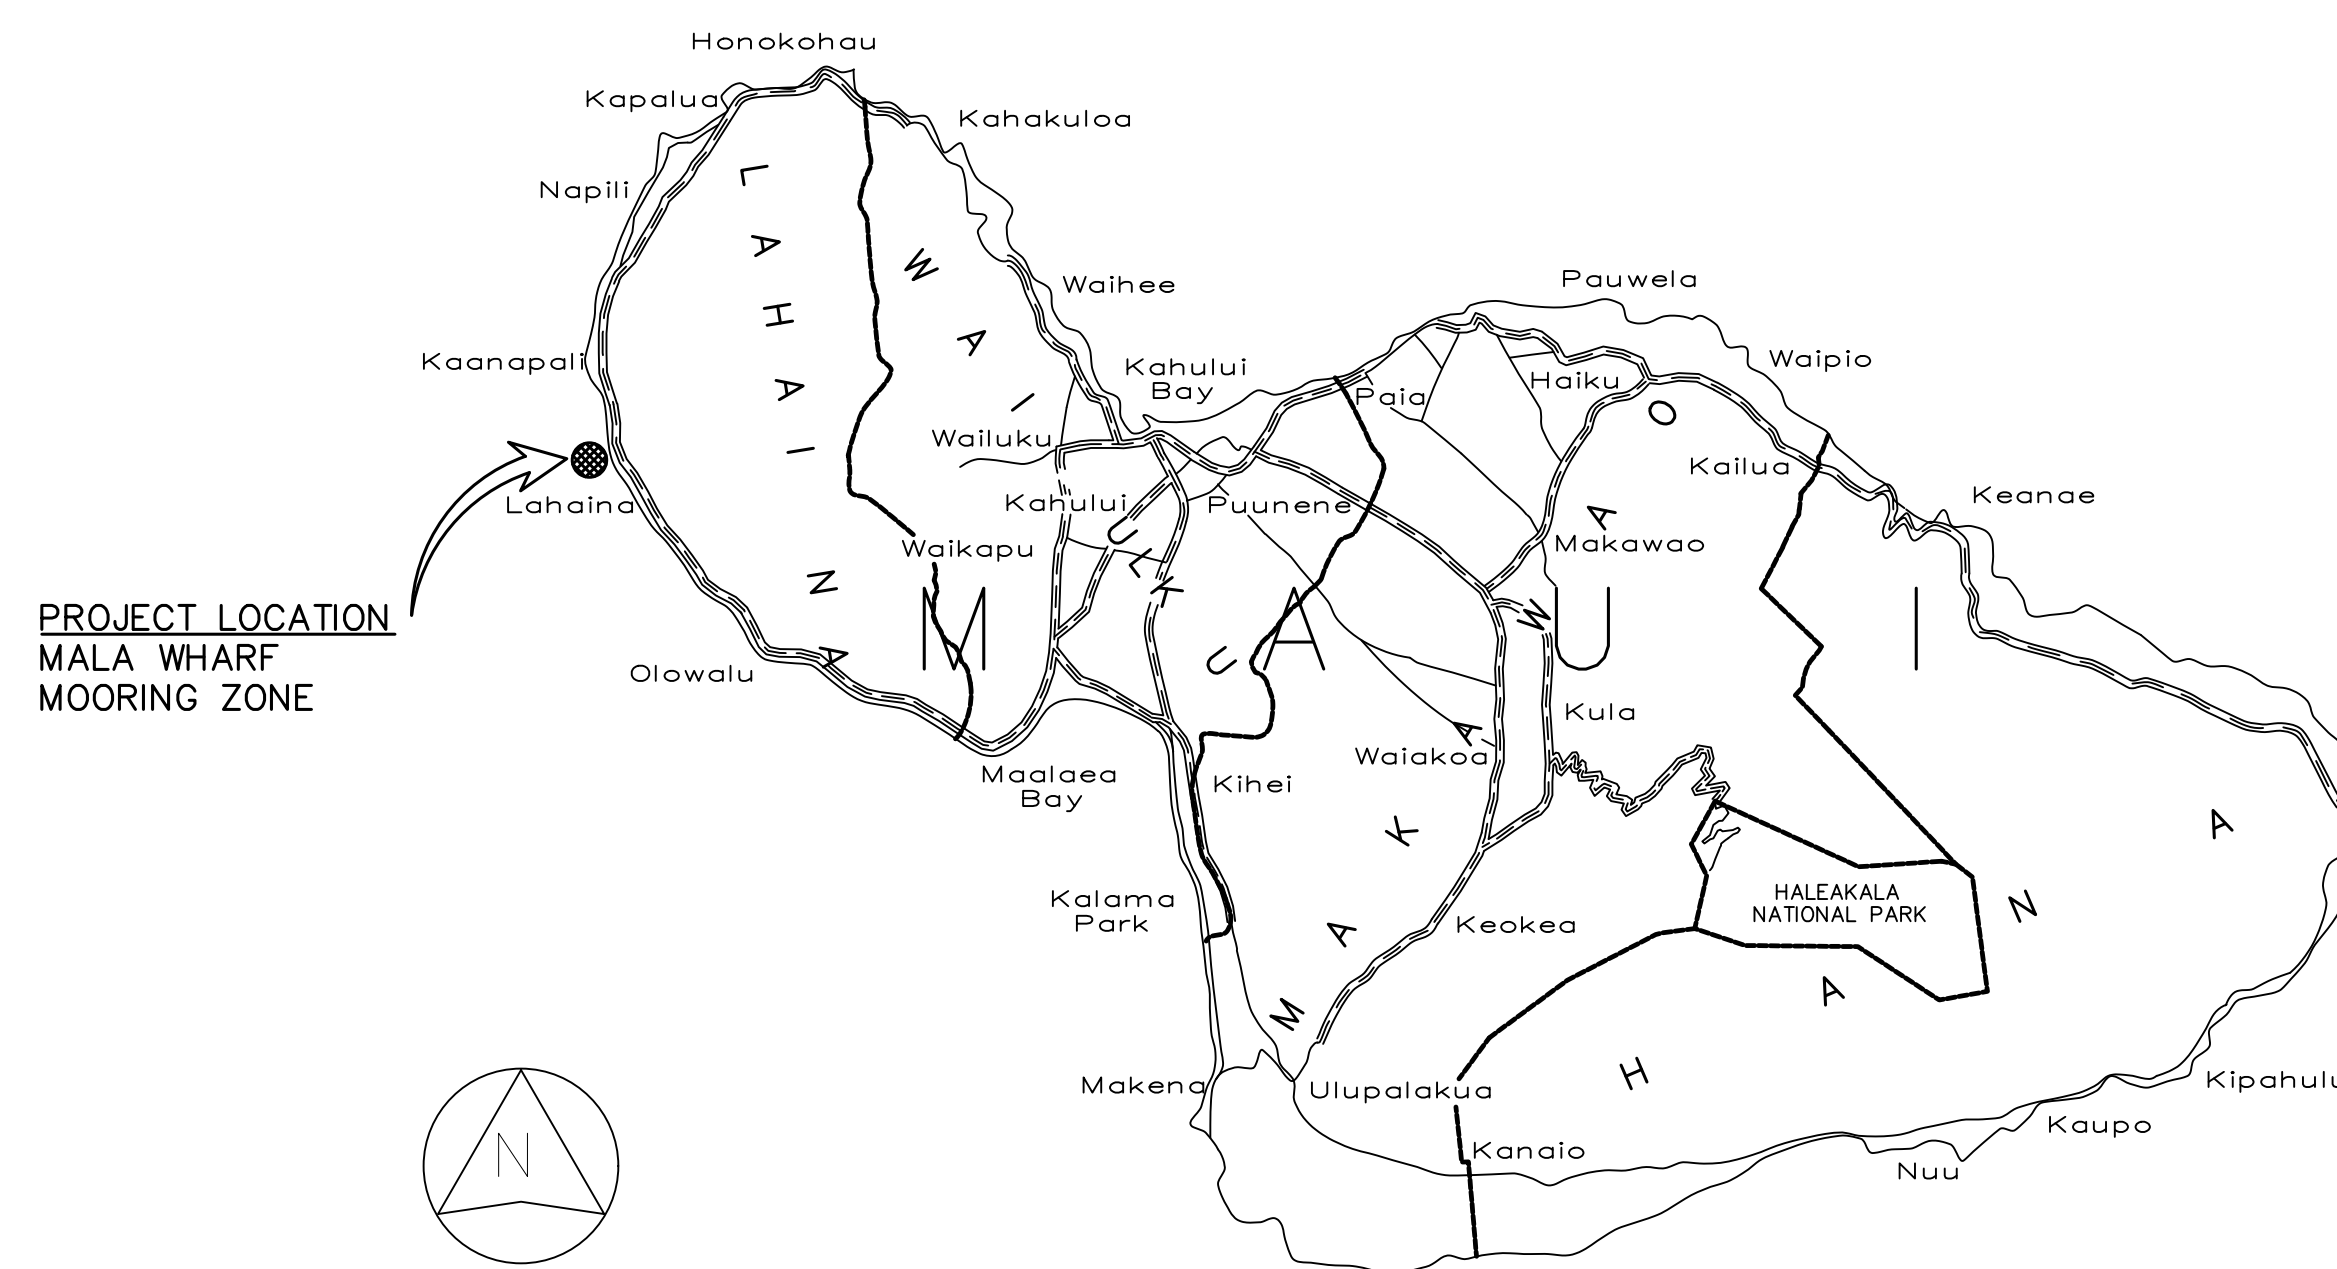 Honokohau
Kapalua
Kahakuloa
Napili
LAHAINA
WAILUKU
Waihee
Pauwela
Kaanapali
Kahului
Bay
Waipio
Haiku
Paia
Wailuku
Kailua
Keanae
Lahaina
Kahului
Puunene
Makawao
Waikapu
PROJECT LOCATION
MALA WHARF
MOORING ZONE
MAUI
Olowalu
Kula
MAKAWAO
Waiakoa
Maalaea
Bay
Kihei
HANA
Kalama
Park
HALEAKALA
NATIONAL PARK
Keokea
Makena
Ulupalakua
Kipahulu
Kaupo
Kanaio
Nuu
N